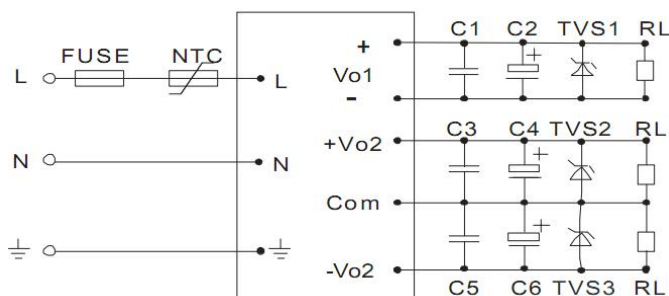 C1 C2 TVS1 RL
FUSE NTC
+
L L
Vo1
+
-
C3 C4 TVS2 RL
+Vo2
+
N N
Com
+
-Vo2
C5 C6 TVS3 RL